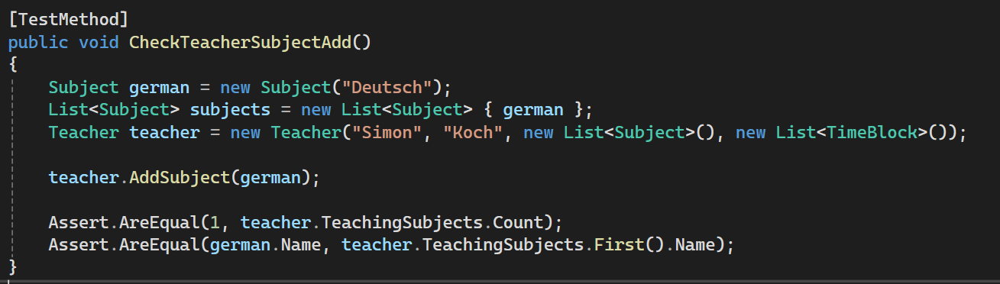 [TestMethod]
public void CheckTeacherSubjectAdd()
{
    Subject german = new Subject("Deutsch");
    List<Subject> subjects = new List<Subject> { german };
    Teacher teacher = new Teacher("Simon", "Koch", new List<Subject>(), new List<TimeBlock>());

    teacher.AddSubject(german);

    Assert.AreEqual(1, teacher.TeachingSubjects.Count);
    Assert.AreEqual(german.Name, teacher.TeachingSubjects.First().Name);
}